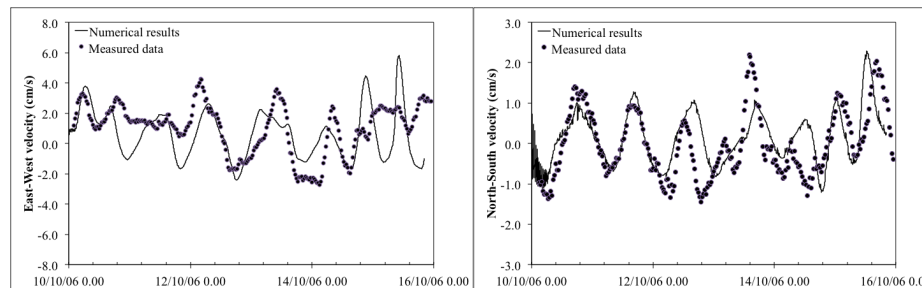 8.0
6.0
4.0
2.0
0.0
-2.0
-4.0
-6.0
-8.0
East-West velocity (cm/s)
Numerical results
Measured data
10/10/06 0.00 12/10/06 0.00 14/10/06 0.00 16/10/06 0.00
3.0
2.0
1.0
0.0
-1.0
-2.0
-3.0
North-South velocity (cm/s)
Numerical results
Measured data
10/10/06 0.00 12/10/06 0.00 14/10/06 0.00 16/10/06 0.0